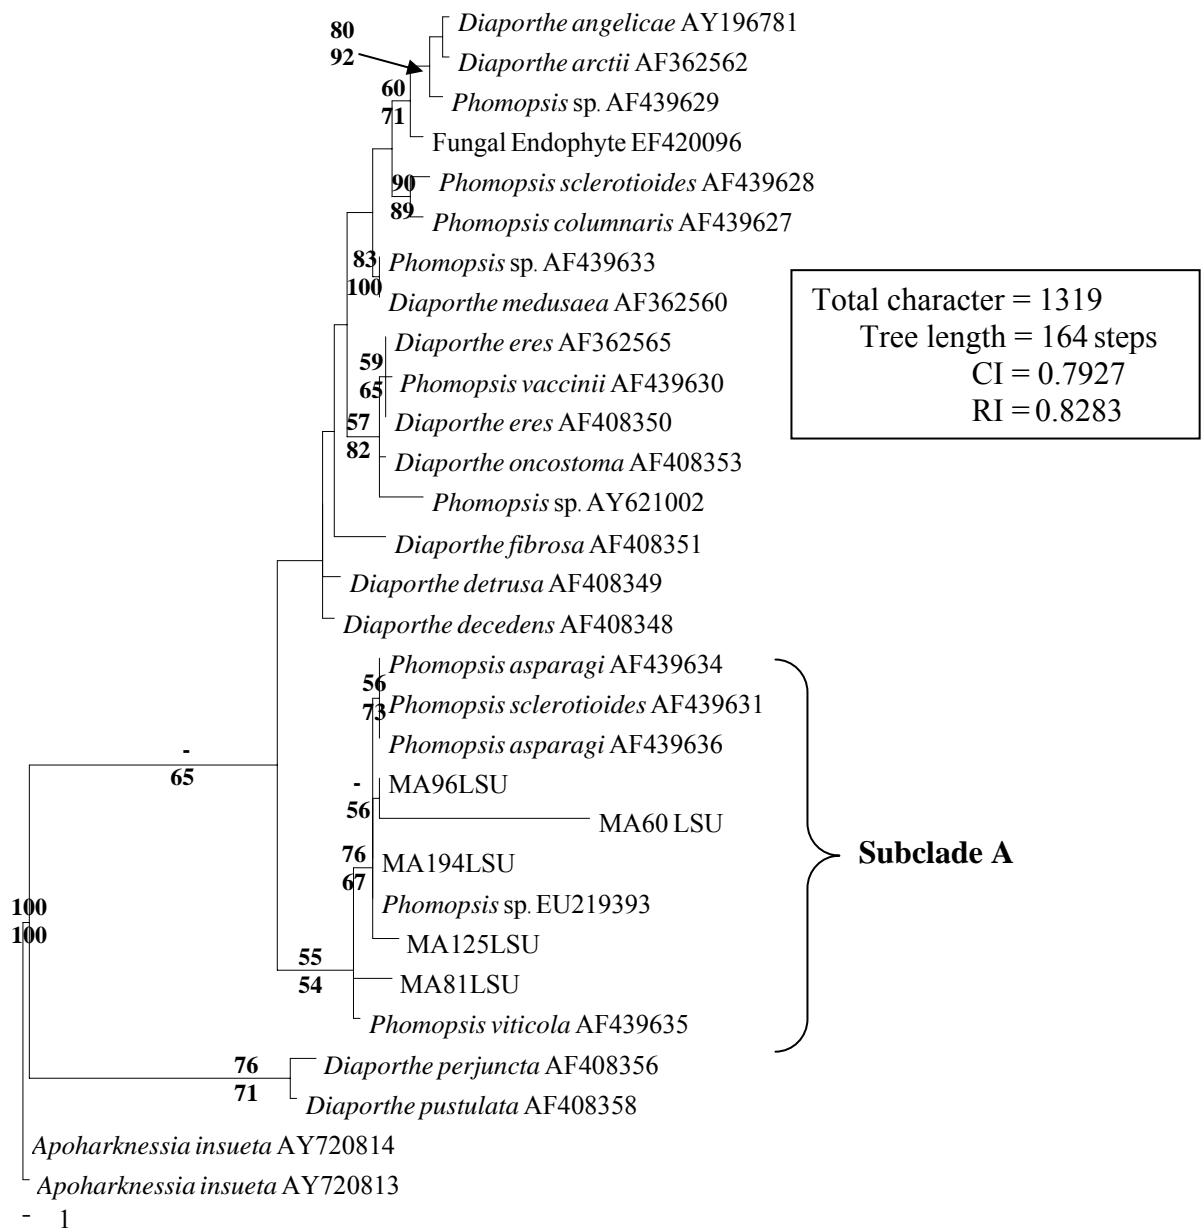 Diaporthe angelicae AY196781
80
92
Diaporthe arctii AF362562
60
71
Phomopsis sp. AF439629
Fungal Endophyte EF420096
90
89
Phomopsis sclerotioides AF439628
Phomopsis columnaris AF439627
83
100
Phomopsis sp. AF439633
Diaporthe medusaea AF362560
Total character = 1319
Tree length = 164 steps
CI = 0.7927
RI = 0.8283
Diaporthe eres AF362565
59
65
Phomopsis vaccinii AF439630
57
82
Diaporthe eres AF408350
Diaporthe oncostoma AF408353
Phomopsis sp. AY621002
Diaporthe fibrosa AF408351
Diaporthe detrusa AF408349
Diaporthe decedens AF408348
Phomopsis asparagi AF439634
56
73
Phomopsis sclerotioides AF439631
Phomopsis asparagi AF439636
-
65
-
56
MA96LSU
MA60 LSU
Subclade A
76
67
MA194LSU
Phomopsis sp. EU219393
100
100
MA125LSU
55
54
MA81LSU
Phomopsis viticola AF439635
76
71
Diaporthe perjuncta AF408356
Diaporthe pustulata AF408358
Apoharknessia insueta AY720814
Apoharknessia insueta AY720813
1